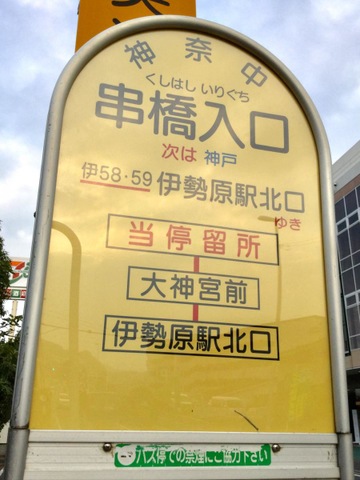 神奈中
くしはし いりぐち
串橋入口
次は 神戸
伊58・59 伊勢原駅北口
ゆき
当停留所
大神宮前
伊勢原駅北口
バス停での禁煙にご協力下さい